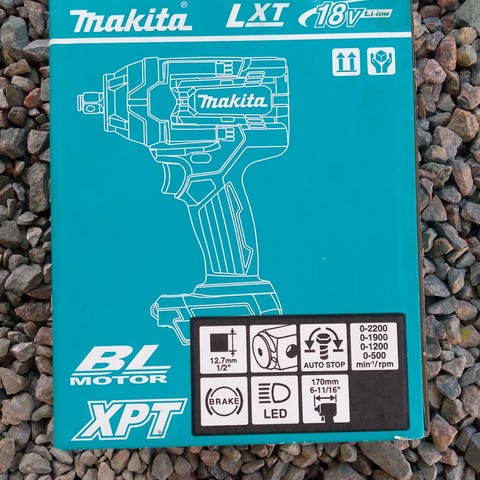 makita® LXT 18V Li-ion
makita
12.7mm
1/2"
AUTO STOP
0-2200
0-1900
0-1200
0-500
min⁻¹/rpm
BL
MOTOR
BRAKE
LED
170mm
6-11/16"
XPT